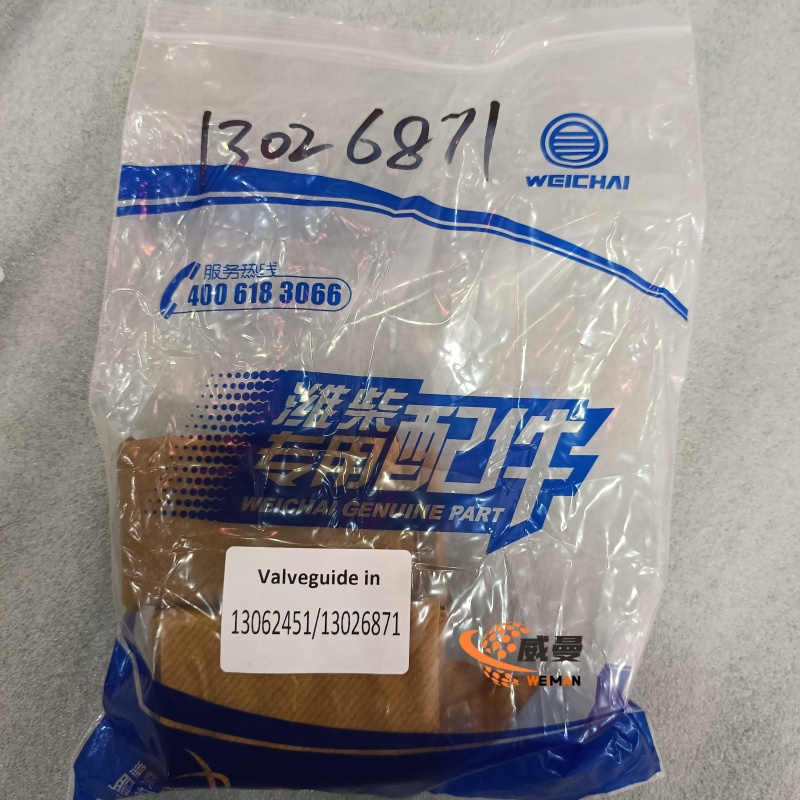 13026871
WEICHAI
服务热线
400 618 3066
潍柴
专用配件
WEICHAI GENUINE PART
Valveguide in
13062451/13026871
威曼
WEMAN